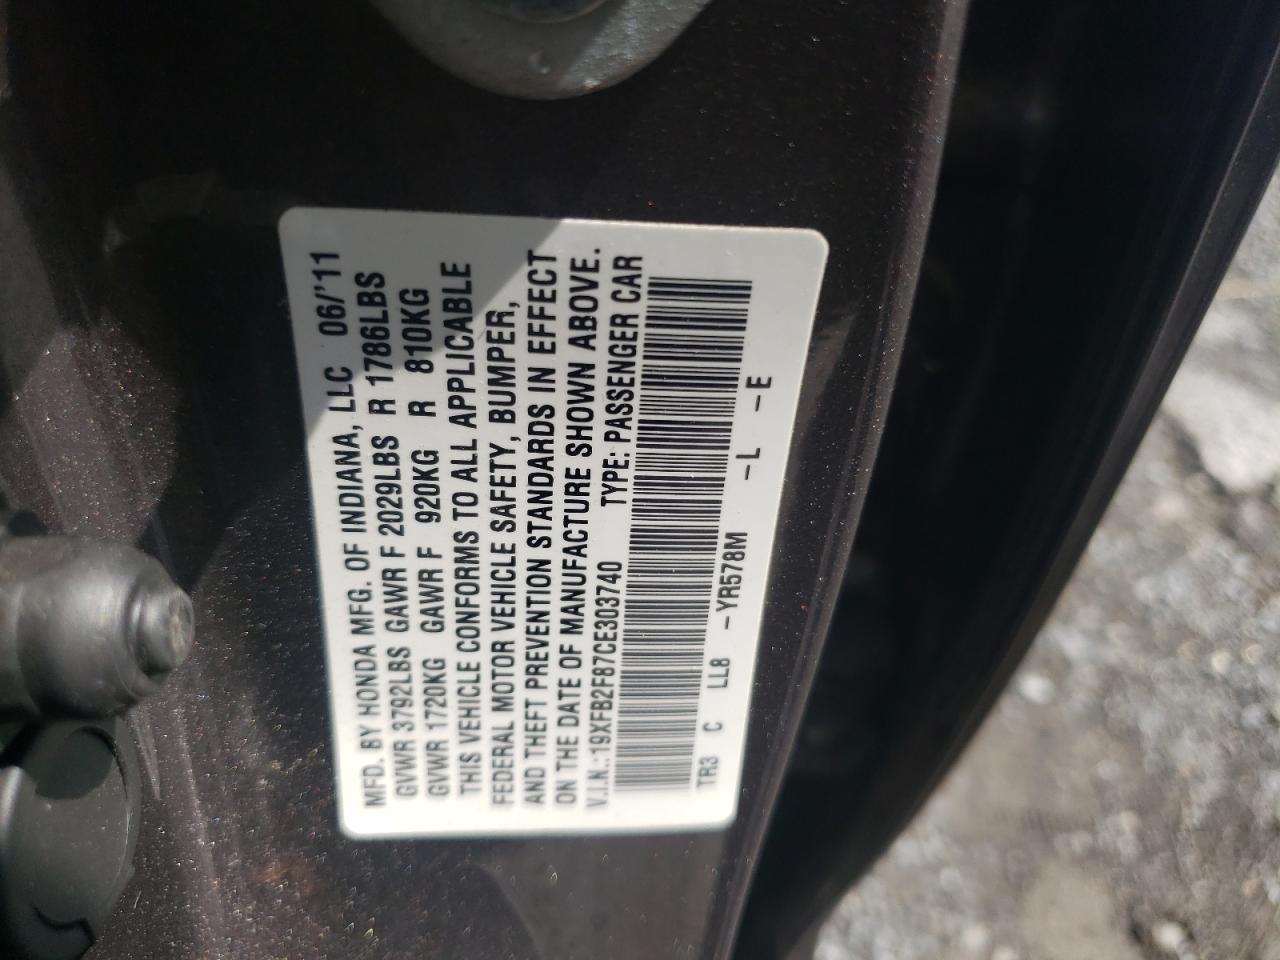 MFD. BY HONDA MFG. OF INDIANA, LLC 06/'11
GVWR 3792LBS GAWR F 2029LBS R 1786LBS
GVWR 1720KG GAWR F 920KG R 810KG
THIS VEHICLE CONFORMS TO ALL APPLICABLE
FEDERAL MOTOR VEHICLE SAFETY, BUMPER,
AND THEFT PREVENTION STANDARDS IN EFFECT
ON THE DATE OF MANUFACTURE SHOWN ABOVE.
V.I.N.: 19XFB2F87CE303740 TYPE: PASSENGER CAR
TR3 C LL8 -YR578M -L -E